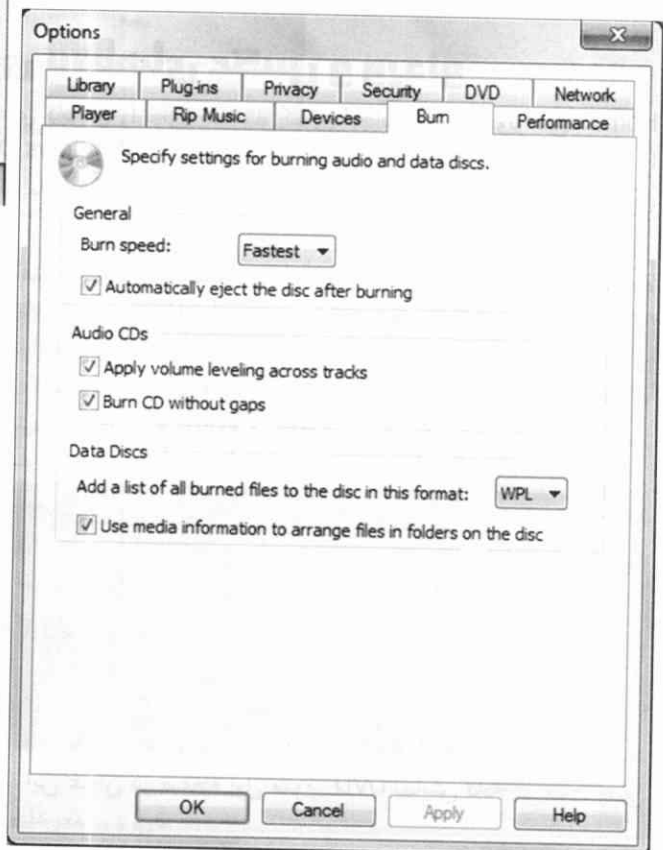 Options
Library Plug-ins Privacy Security DVD Network
Player Rip Music Devices Burn Performance
Specify settings for burning audio and data discs.
General
Burn speed: Fastest
Automatically eject the disc after burning
Audio CDs
Apply volume leveling across tracks
Burn CD without gaps
Data Discs
Add a list of all burned files to the disc in this format: WPL
Use media information to arrange files in folders on the disc
OK Cancel Apply Help